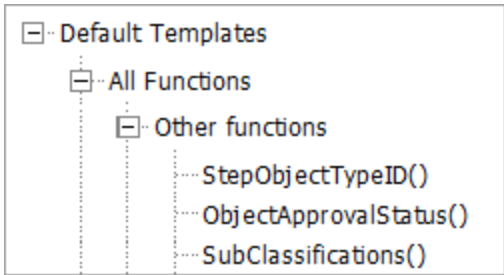 Default Templates
All Functions
Other functions
StepObjectTypeID()
ObjectApprovalStatus()
SubClassifications()